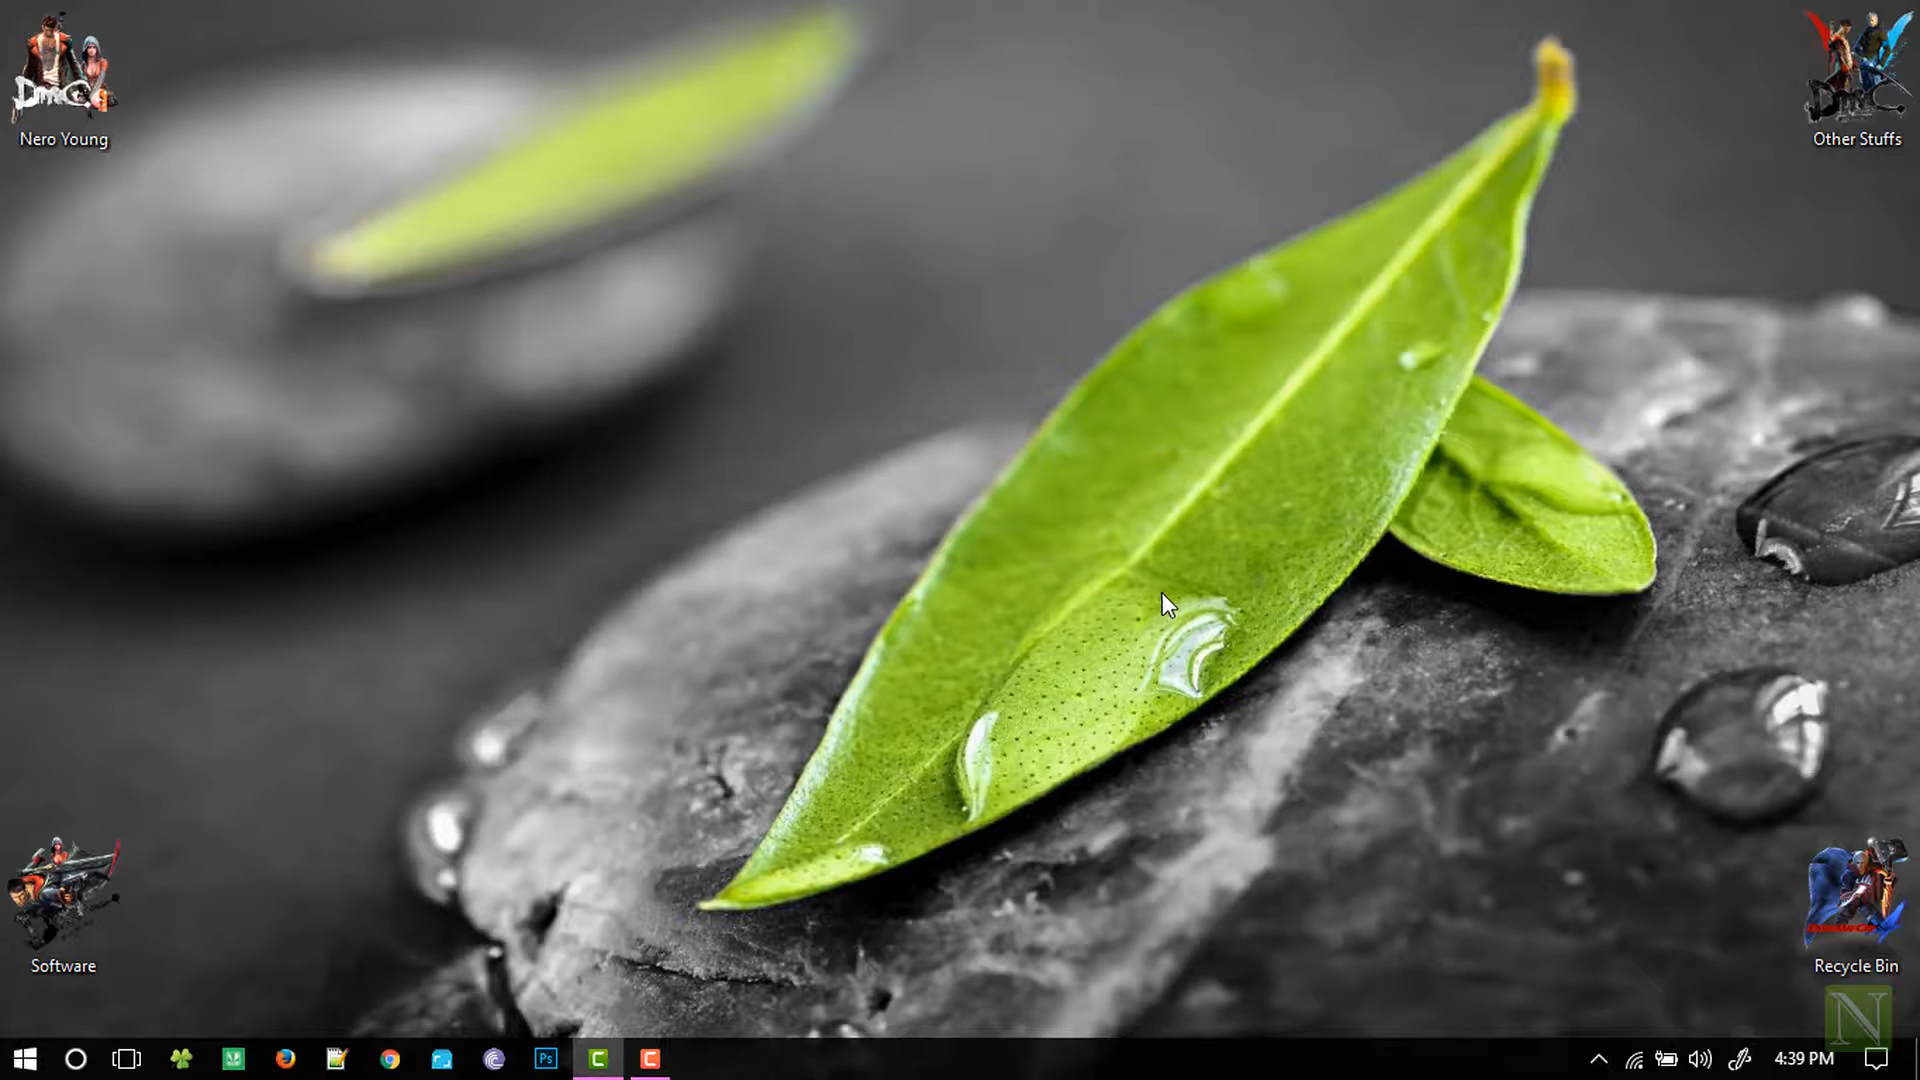 Nero Young
Other Stuffs
Software
Recycle Bin
N
Ps
C
C
4:39 PM